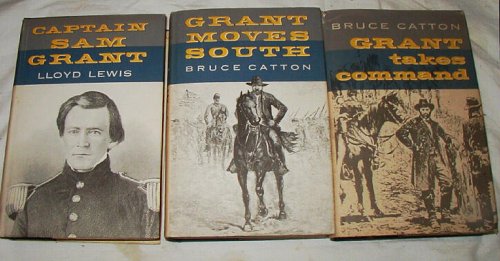 CAPTAIN
SAM
GRANT
LLOYD LEWIS
GRANT
MOVES
SOUTH
BRUCE CATTON
BRUCE CATTON
GRANT
takes
command